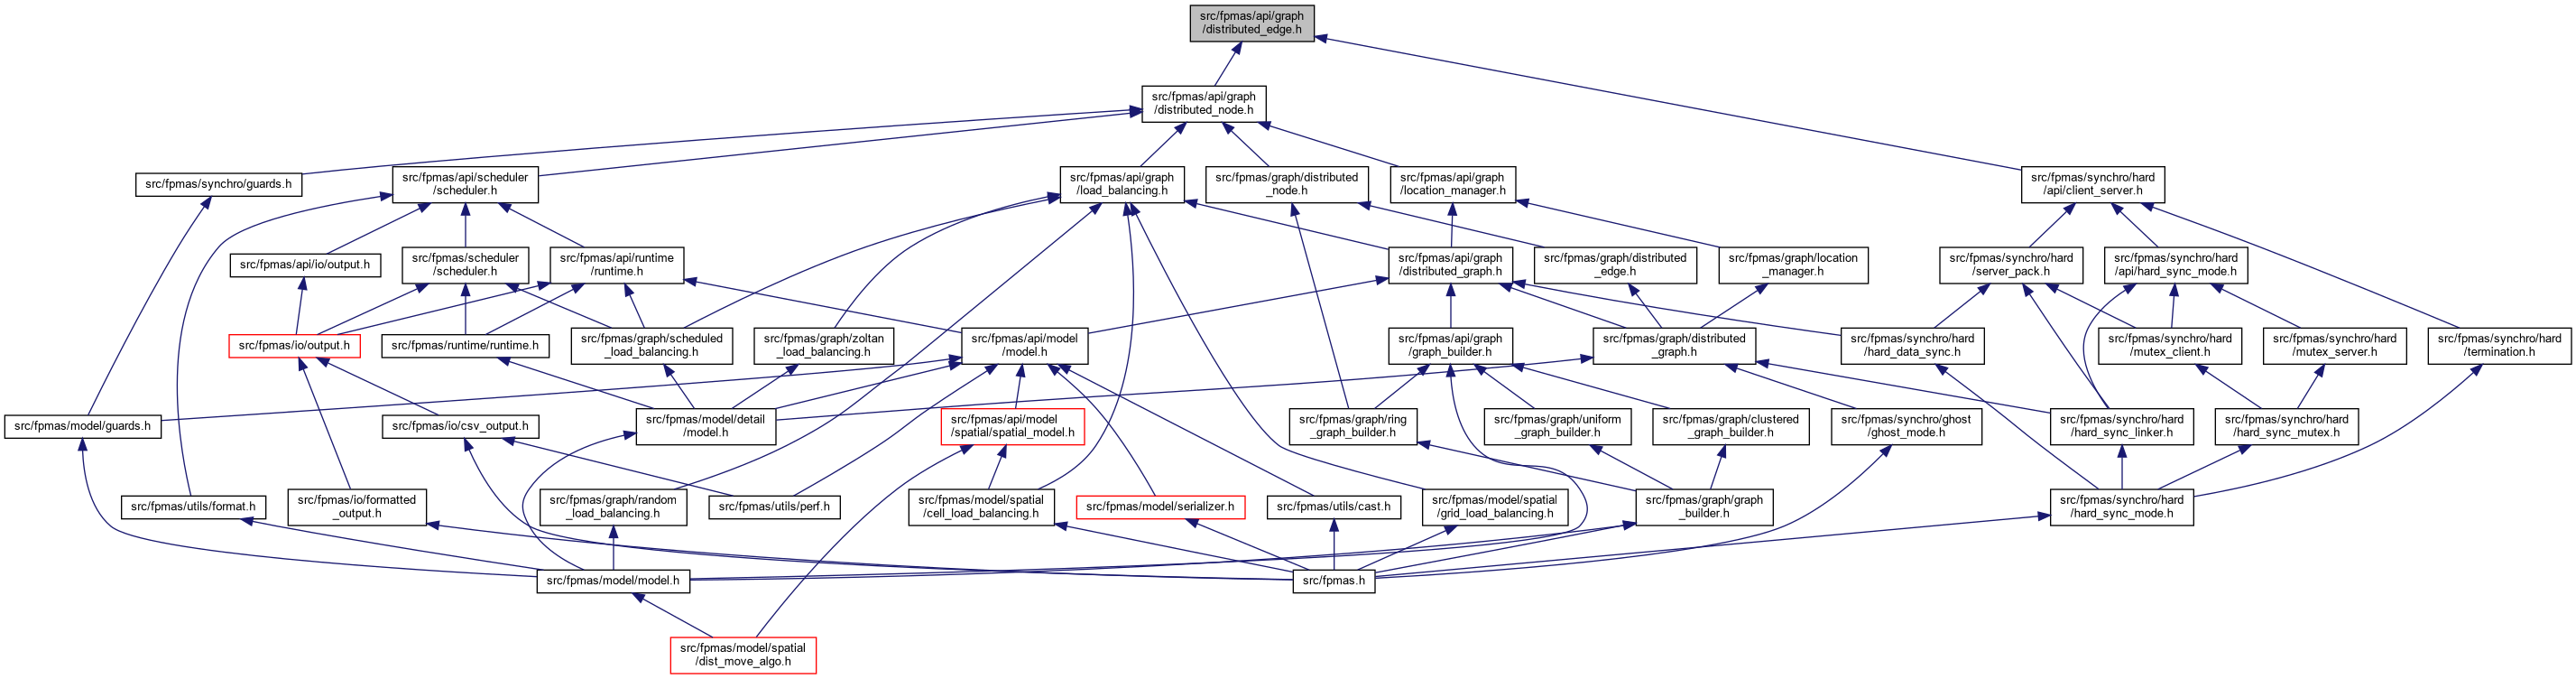 src/fpmas/api/graph
/distributed_edge.h
src/fpmas/api/graph
/distributed_node.h
src/fpmas/synchro/guards.h
src/fpmas/api/scheduler
/scheduler.h
src/fpmas/api/graph
/load_balancing.h
src/fpmas/graph/distributed
_node.h
src/fpmas/api/graph
/location_manager.h
src/fpmas/synchro/hard
/api/client_server.h
src/fpmas/api/io/output.h
src/fpmas/scheduler
/scheduler.h
src/fpmas/api/runtime
/runtime.h
src/fpmas/api/graph
/distributed_graph.h
src/fpmas/graph/distributed
_edge.h
src/fpmas/graph/location
_manager.h
src/fpmas/synchro/hard
/server_pack.h
src/fpmas/synchro/hard
/api/hard_sync_mode.h
src/fpmas/io/output.h
src/fpmas/runtime/runtime.h
src/fpmas/graph/scheduled
_load_balancing.h
src/fpmas/graph/zoltan
_load_balancing.h
src/fpmas/api/model
/model.h
src/fpmas/api/graph
/graph_builder.h
src/fpmas/graph/distributed
_graph.h
src/fpmas/synchro/hard
/hard_data_sync.h
src/fpmas/synchro/hard
/mutex_client.h
src/fpmas/synchro/hard
/mutex_server.h
src/fpmas/synchro/hard
/termination.h
src/fpmas/model/guards.h
src/fpmas/io/csv_output.h
src/fpmas/model/detail
/model.h
src/fpmas/api/model
/spatial/spatial_model.h
src/fpmas/graph/ring
_graph_builder.h
src/fpmas/graph/uniform
_graph_builder.h
src/fpmas/graph/clustered
_graph_builder.h
src/fpmas/synchro/ghost
/ghost_mode.h
src/fpmas/synchro/hard
/hard_sync_linker.h
src/fpmas/synchro/hard
/hard_sync_mutex.h
src/fpmas/utils/format.h
src/fpmas/io/formatted
_output.h
src/fpmas/graph/random
_load_balancing.h
src/fpmas/utils/perf.h
src/fpmas/model/spatial
/cell_load_balancing.h
src/fpmas/model/serializer.h
src/fpmas/utils/cast.h
src/fpmas/model/spatial
/grid_load_balancing.h
src/fpmas/graph/graph
_builder.h
src/fpmas/synchro/hard
/hard_sync_mode.h
src/fpmas/model/model.h
src/fpmas.h
src/fpmas/model/spatial
/dist_move_algo.h